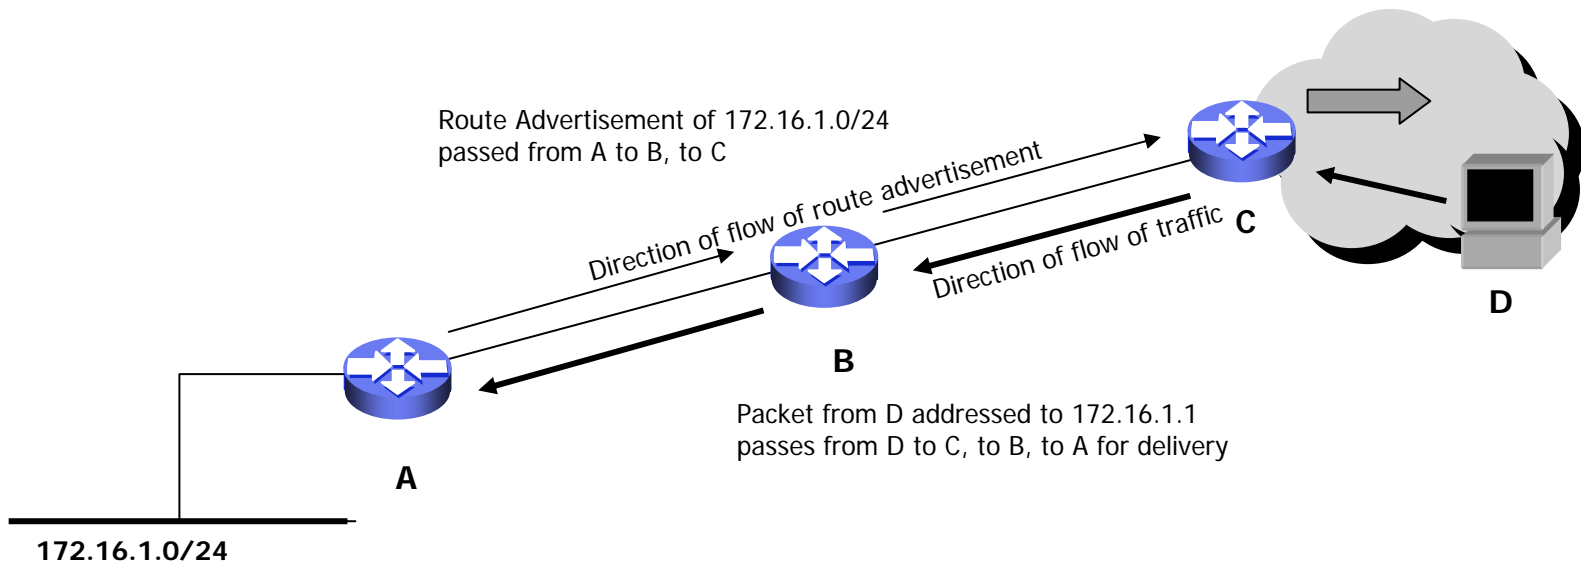 Route Advertisement of 172.16.1.0/24
passed from A to B, to C
Direction of flow of route advertisement
C
Direction of flow of traffic
D
B
Packet from D addressed to 172.16.1.1
passes from D to C, to B, to A for delivery
A
172.16.1.0/24